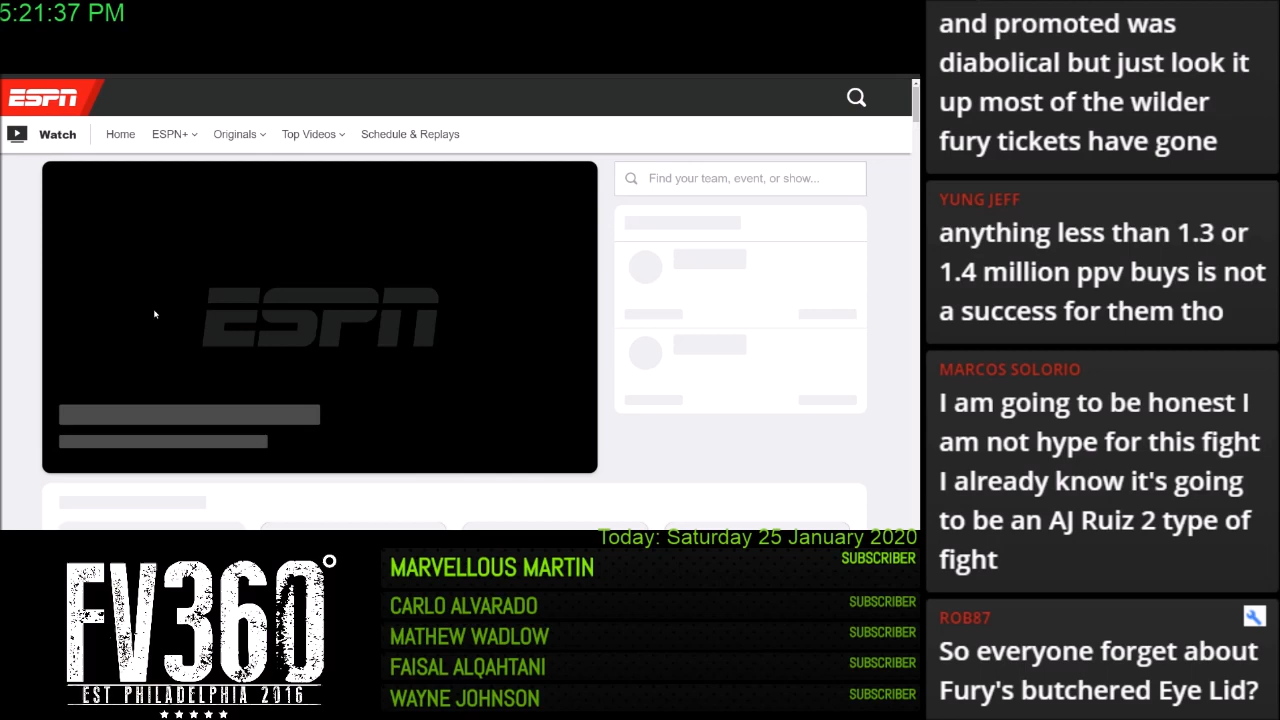 5:21:37 PM
ESPN
Watch
Home
ESPN+
Originals
Top Videos
Schedule & Replays
Find your team, event, or show...
ESPN
Today: Saturday 25 January 2020
FV360°
EST PHILADELPHIA 2016
MARVELLOUS MARTIN SUBSCRIBER
CARLO ALVARADO SUBSCRIBER
MATHEW WADLOW SUBSCRIBER
FAISAL ALQAHTANI SUBSCRIBER
WAYNE JOHNSON SUBSCRIBER
and promoted was
diabolical but just look it
up most of the wilder
fury tickets have gone
YUNG JEFF
anything less than 1.3 or
1.4 million ppv buys is not
a success for them tho
MARCOS SOLORIO
I am going to be honest I
am not hype for this fight
I already know it's going
to be an AJ Ruiz 2 type of
fight
ROB87
So everyone forget about
Fury's butchered Eye Lid?